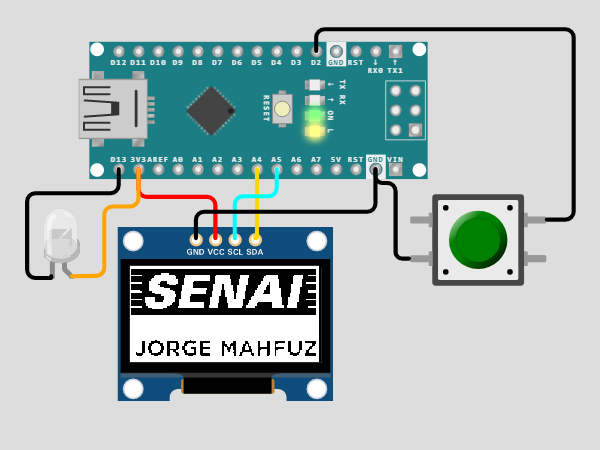 D12 D11 D10 D9 D8 D7 D6 D5 D4 D3 D2 GND RST ↓ ↑
RX0 TX1
RESET
TX ↓
RX ↑
ON
L
D13 3V3 AREF A0 A1 A2 A3 A4 A5 A6 A7 5V RST GND VIN
GND VCC SCL SDA
SENAI
JORGE MAHFUZ